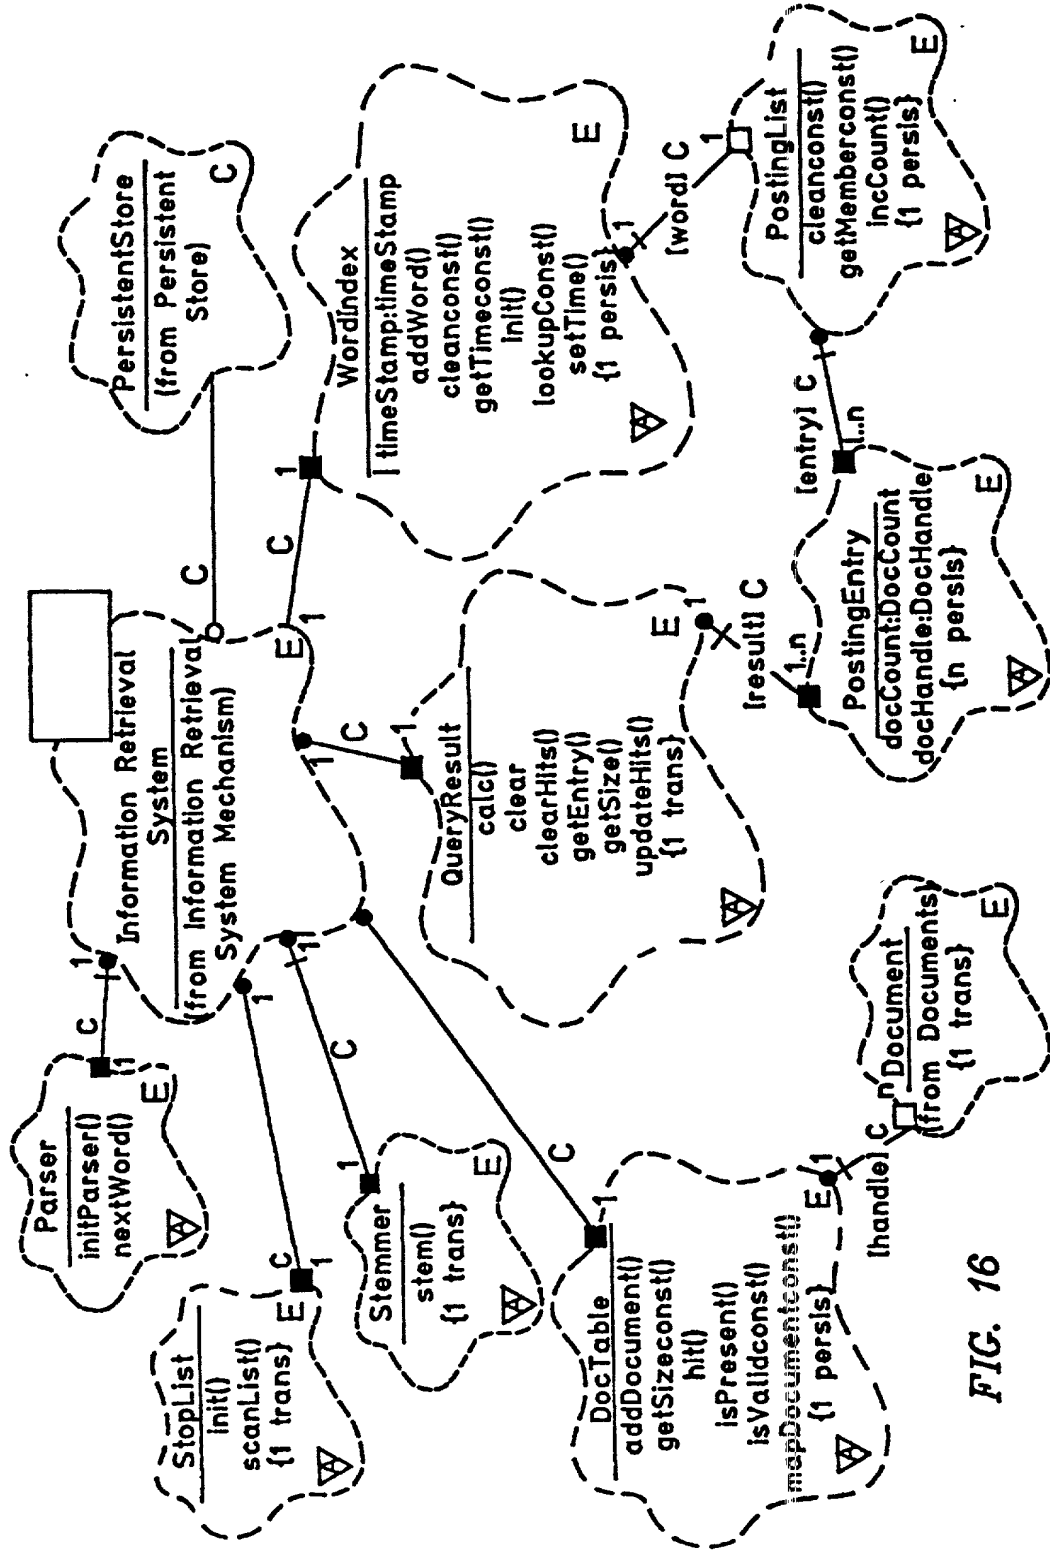 Parser
initParser()
nextWord()
E
A
1
C
1
Information Retrieval
System
(from Information Retrieval
System Mechanism)
E
C
PersistentStore
(from Persistent
Store)
C
StopList
init()
scanList()
{1 trans}
E
A
C
1
1
Stemmer
stem()
{1 trans}
E
A
1
C
1
1
C
1
1
C
1
WordIndex
| timeStamp:timeStamp
addWord()
cleanconst()
getTimeconst()
init()
lookupConst()
setTime()
{1 persis}
E
A
QueryResult
calc()
clear
clearHits()
getEntry()
getSize()
updateHits()
{1 trans}
E
A
C
1
DocTable
addDocument()
getSizeconst()
hit()
isPresent()
isValidconst()
mapDocumentconst()
{1 persis}
E
A
1
[handle] C
n
Document
(from Documents)
{1 trans}
E
1
[result] C
1..n
PostingEntry
docCount:DocCount
docHandle:DocHandle
{n persis}
E
A
[entry] C
1..n
1
[word] C
1
PostingList
cleanconst()
getMemberconst()
incCount()
{1 persis}
E
A
FIG. 16